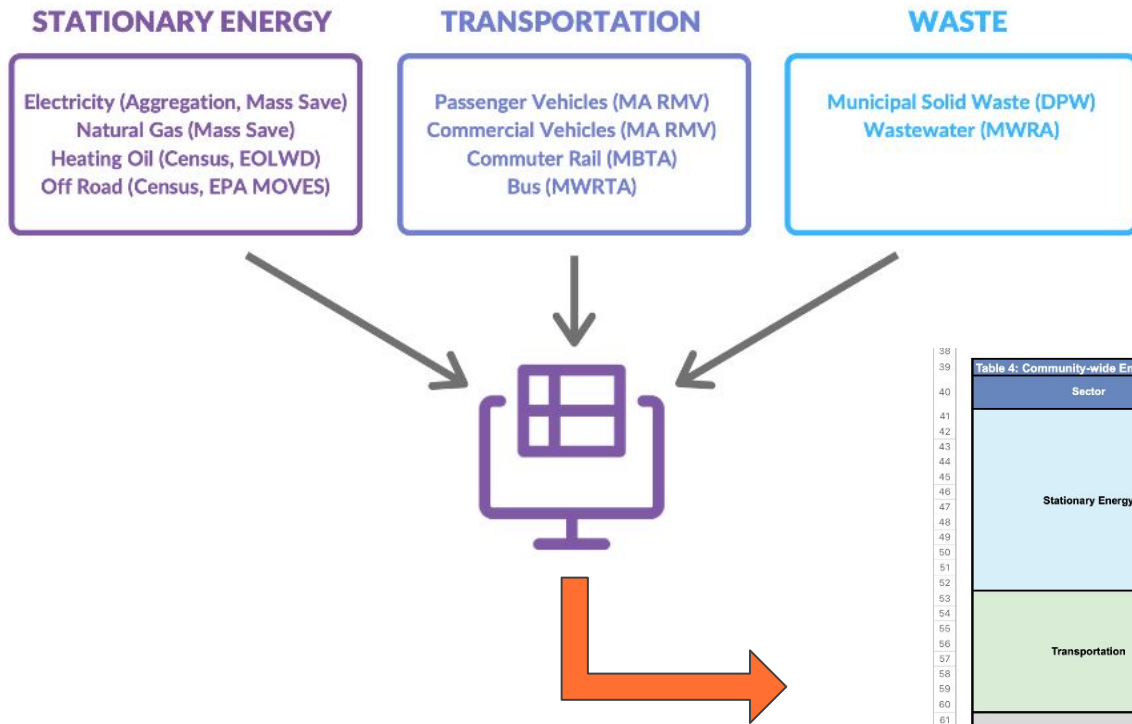 STATIONARY ENERGY
Electricity (Aggregation, Mass Save)
Natural Gas (Mass Save)
Heating Oil (Census, EOLWD)
Off Road (Census, EPA MOVES)
TRANSPORTATION
Passenger Vehicles (MA RMV)
Commercial Vehicles (MA RMV)
Commuter Rail (MBTA)
Bus (MWRTA)
WASTE
Municipal Solid Waste (DPW)
Wastewater (MWRA)
38
39 Table 4: Community-wide En
40 Sector
41
42
43
44
45
46
47 Stationary Energy
48
49
50
51
52
53
54
55
56
57 Transportation
58
59
60
61